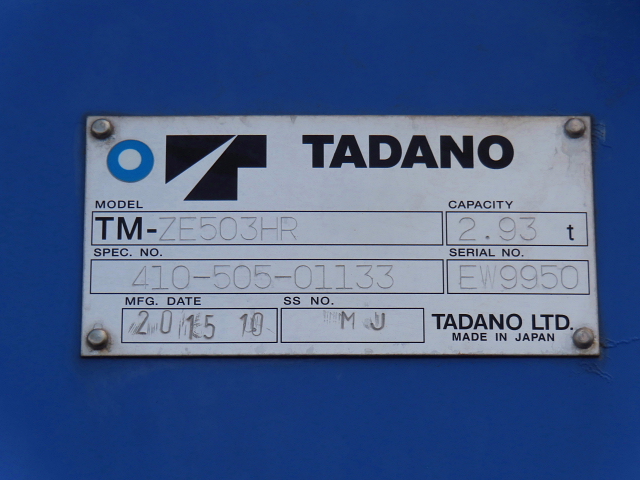 TADANO
MODEL CAPACITY
TM-ZE503HR 2.93 t
SPEC. NO. SERIAL NO.
410-505-01133 EW9950
MFG. DATE SS NO.
2015 10 MJ TADANO LTD.
MADE IN JAPAN